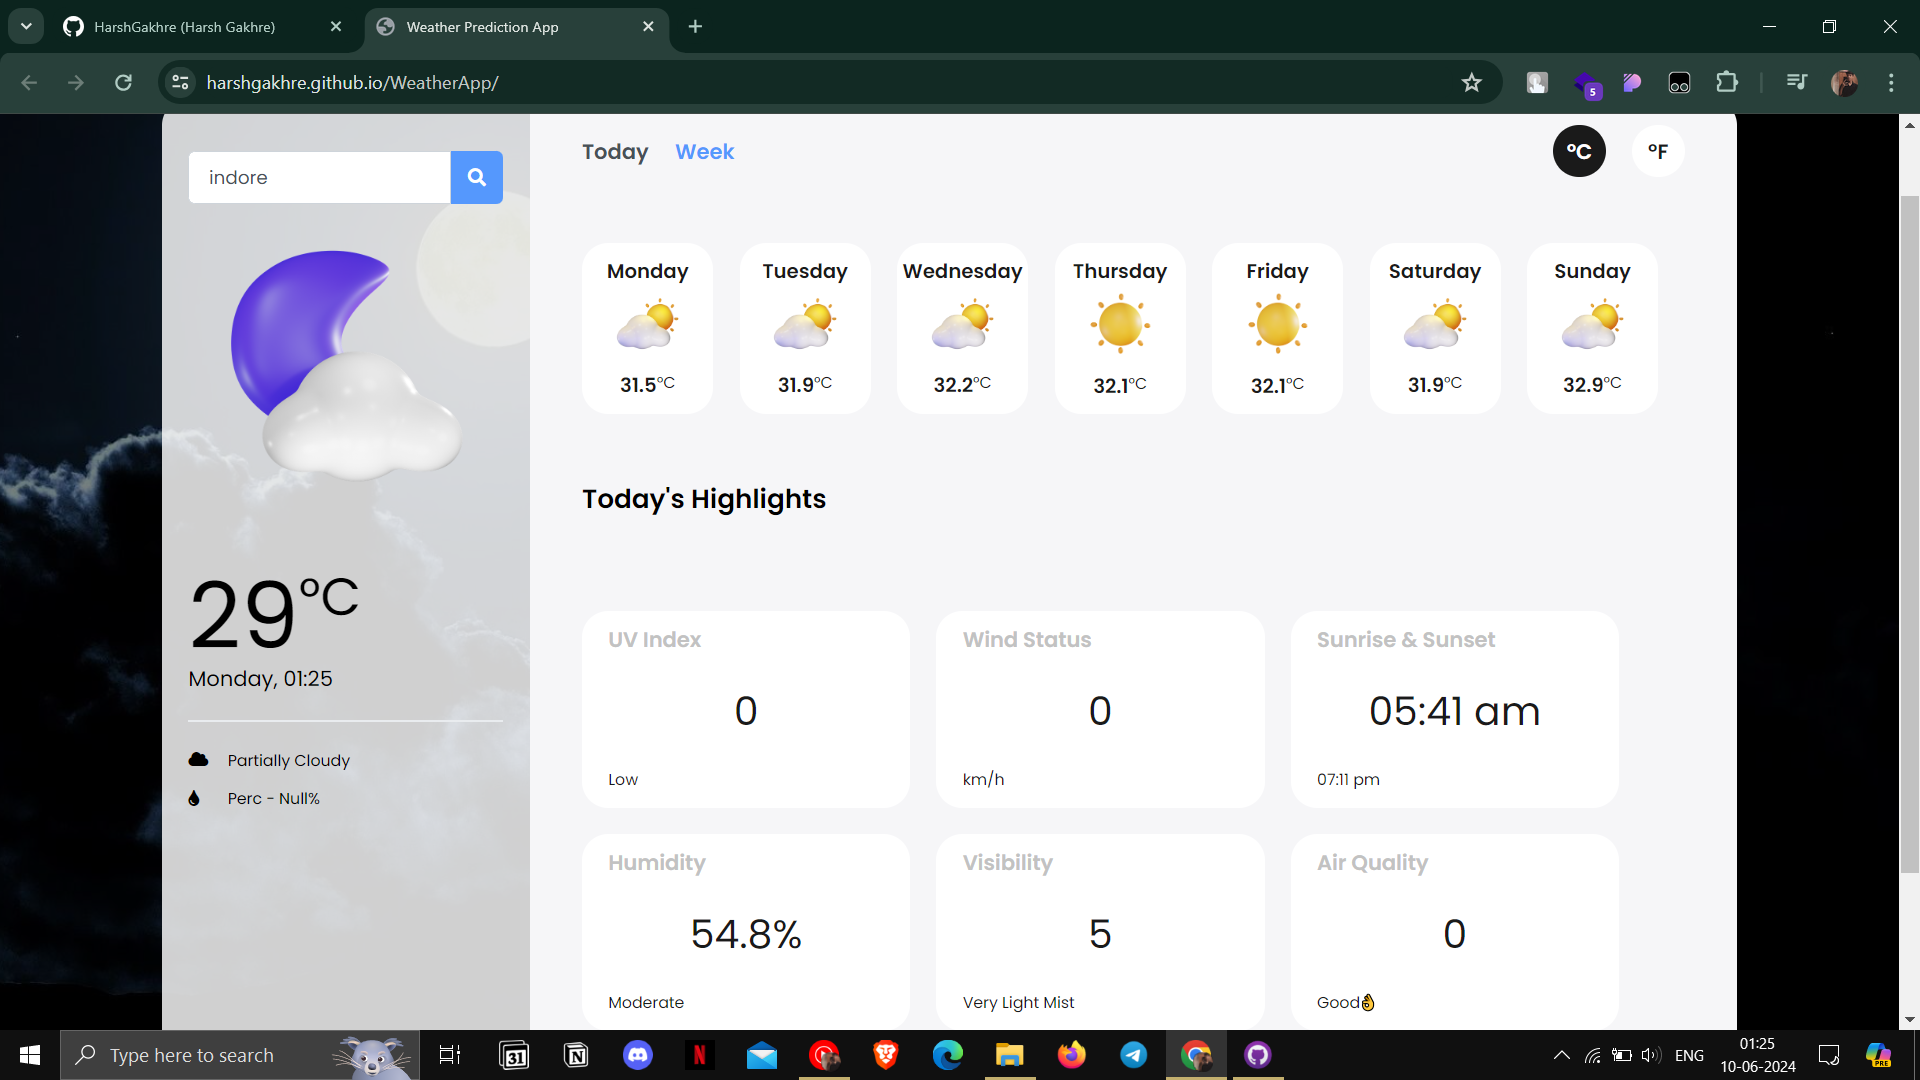 HarshGakhre (Harsh Gakhre)
Weather Prediction App
harshgakhre.github.io/WeatherApp/
5
indore
Today Week
°C °F
Monday Tuesday Wednesday Thursday Friday Saturday Sunday
31.5°C 31.9°C 32.2°C 32.1°C 32.1°C 31.9°C 32.9°C
Today's Highlights
29°C
Monday, 01:25
Partially Cloudy
Perc - Null%
UV Index
0
Low
Wind Status
0
km/h
Sunrise & Sunset
05:41 am
07:11 pm
Humidity
54.8%
Moderate
Visibility
5
Very Light Mist
Air Quality
0
Good👌
Type here to search
31
N
N
ENG
01:25
10-06-2024
PRE